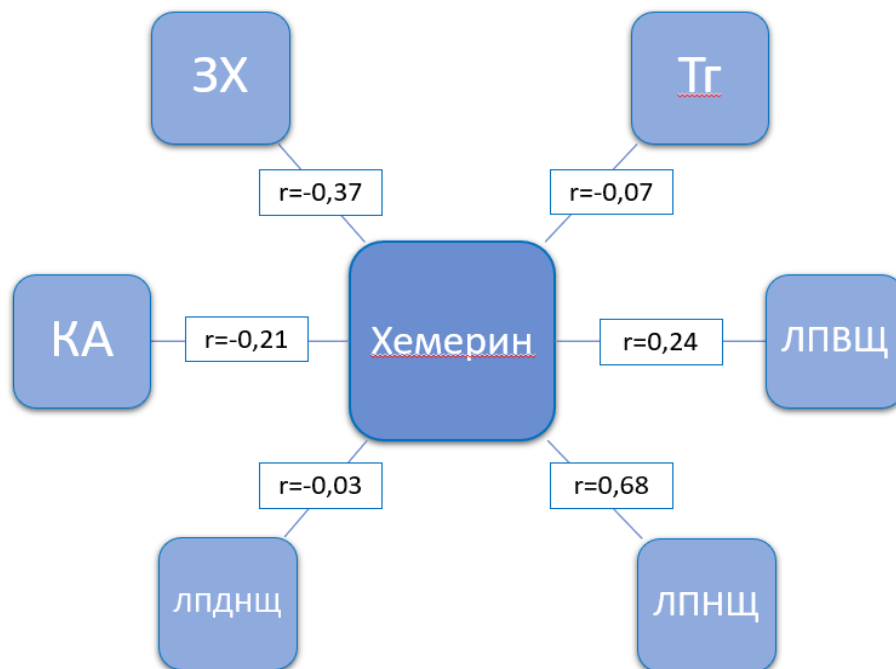 ЗХ
Тг
r=-0,37
r=-0,07
КА
r=-0,21
Хемерин
r=0,24
ЛПВЩ
r=-0,03
r=0,68
ЛПДНЩ
ЛПНЩ